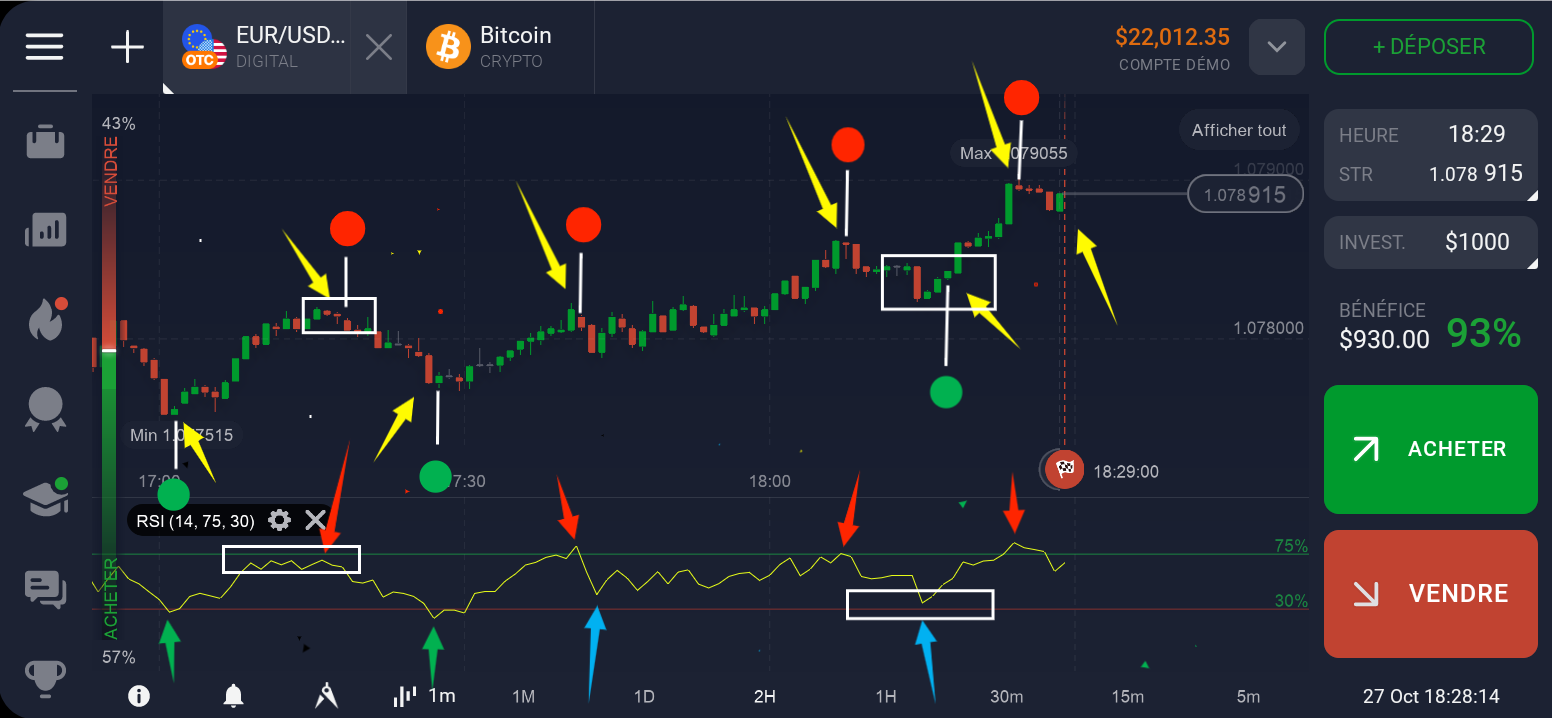 EUR/USD...
DIGITAL
OTC
Bitcoin
CRYPTO
$22,012.35
COMPTE DÉMO
+ DÉPOSER
43%
VENDRE
Afficher tout
Max 1.079055
1.079000
1.078915
1.078000
Min 1.077515
17:00
17:30
18:00
18:29:00
RSI (14, 75, 30)
75%
30%
ACHETER
57%
HEURE 18:29
STR 1.078 915
INVEST. $1000
BÉNÉFICE
$930.00 93%
ACHETER
VENDRE
1m 1M 1D 2H 1H 30m 15m 5m
27 Oct 18:28:14